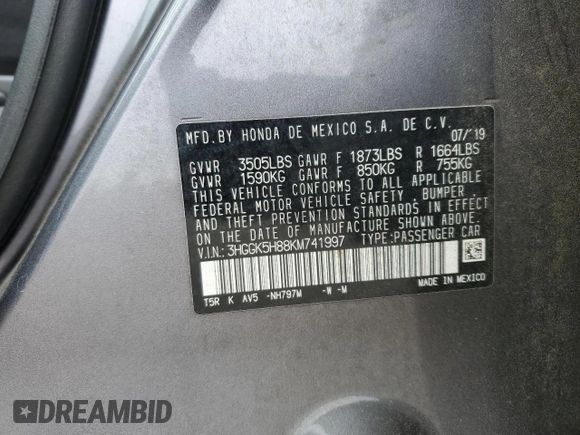 MFD.BY HONDA DE MEXICO S.A. DE C.V.
07/'19
GVWR 3505LBS GAWR F 1873LBS R 1664LBS
GVWR 1590KG GAWR F 850KG R 755KG
THIS VEHICLE CONFORMS TO ALL APPLICABLE
FEDERAL MOTOR VEHICLE SAFETY, BUMPER,
AND THEFT PREVENTION STANDARDS IN EFFECT
ON THE DATE OF MANUFACTURE SHOWN ABOVE.
V.I.N.: 3HGGK5H88KM741997 TYPE:PASSENGER CAR
T5R K AV5 -NH797M -W -M
MADE IN MEXICO
DREAMBID